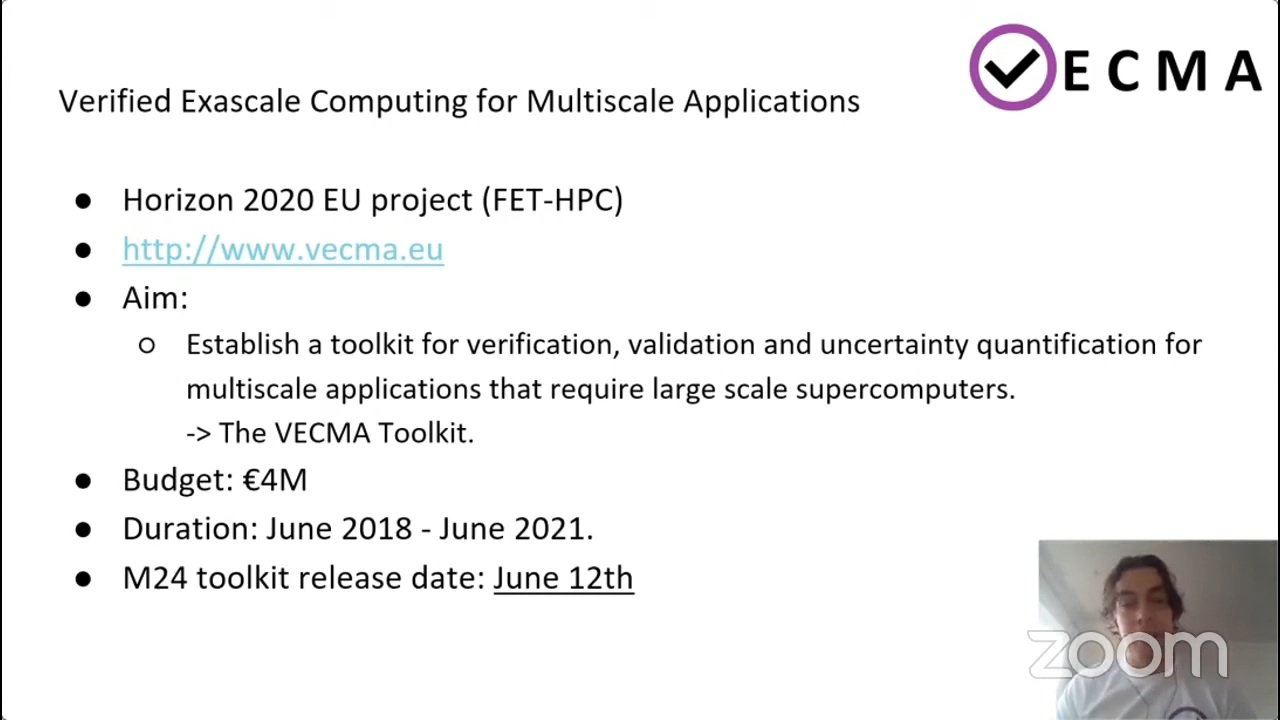 ECMA
Verified Exascale Computing for Multiscale Applications
● Horizon 2020 EU project (FET-HPC)
● http://www.vecma.eu
● Aim:
○ Establish a toolkit for verification, validation and uncertainty quantification for
multiscale applications that require large scale supercomputers.
-> The VECMA Toolkit.
● Budget: €4M
● Duration: June 2018 - June 2021.
● M24 toolkit release date: June 12th
zoom